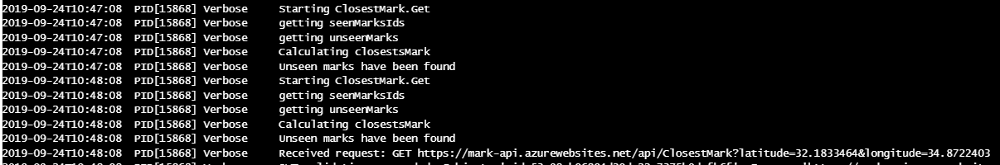 2019-09-24T10:47:08 PID[15868] Verbose Starting ClosestMark.Get
2019-09-24T10:47:08 PID[15868] Verbose getting seenMarksIds
2019-09-24T10:47:08 PID[15868] Verbose getting unseenMarks
2019-09-24T10:47:08 PID[15868] Verbose Calculating closestsMark
2019-09-24T10:47:08 PID[15868] Verbose Unseen marks have been found
2019-09-24T10:48:08 PID[15868] Verbose Starting ClosestMark.Get
2019-09-24T10:48:08 PID[15868] Verbose getting seenMarksIds
2019-09-24T10:48:08 PID[15868] Verbose getting unseenMarks
2019-09-24T10:48:08 PID[15868] Verbose Calculating closestsMark
2019-09-24T10:48:08 PID[15868] Verbose Unseen marks have been found
2019-09-24T10:48:08 PID[15868] Verbose Received request: GET https://mark-api.azurewebsites.net/api/ClosestMark?latitude=32.1833464&longitude=34.8722403